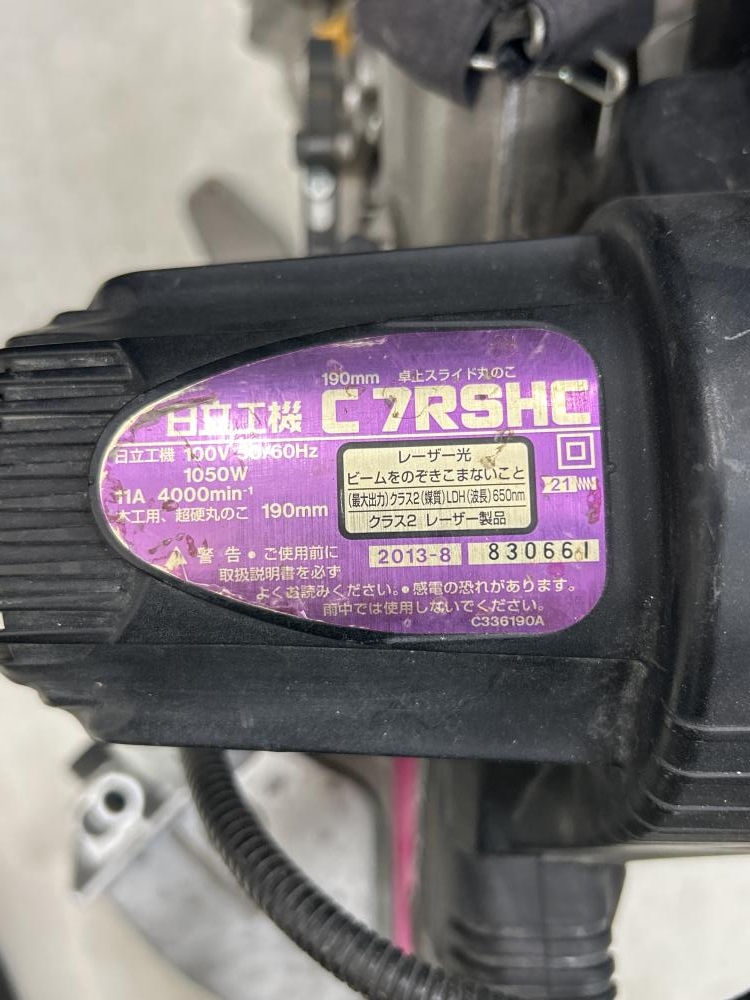 190mm 卓上スライド丸のこ
日立工機 C 7RSHC
日立工機 100V 50/60Hz
1050W
11A 4000min⁻¹
木工用、超硬丸のこ 190mm
レーザー光
ビームをのぞきこまないこと
(最大出力)クラス2(媒質)LDH(波長)650nm
クラス2 レーザー製品
21
警告 • ご使用前に
取扱説明書を必ず
よくお読みください。• 感電の恐れがあります。
雨中では使用しないでください。
2013-8 830661
C336190A